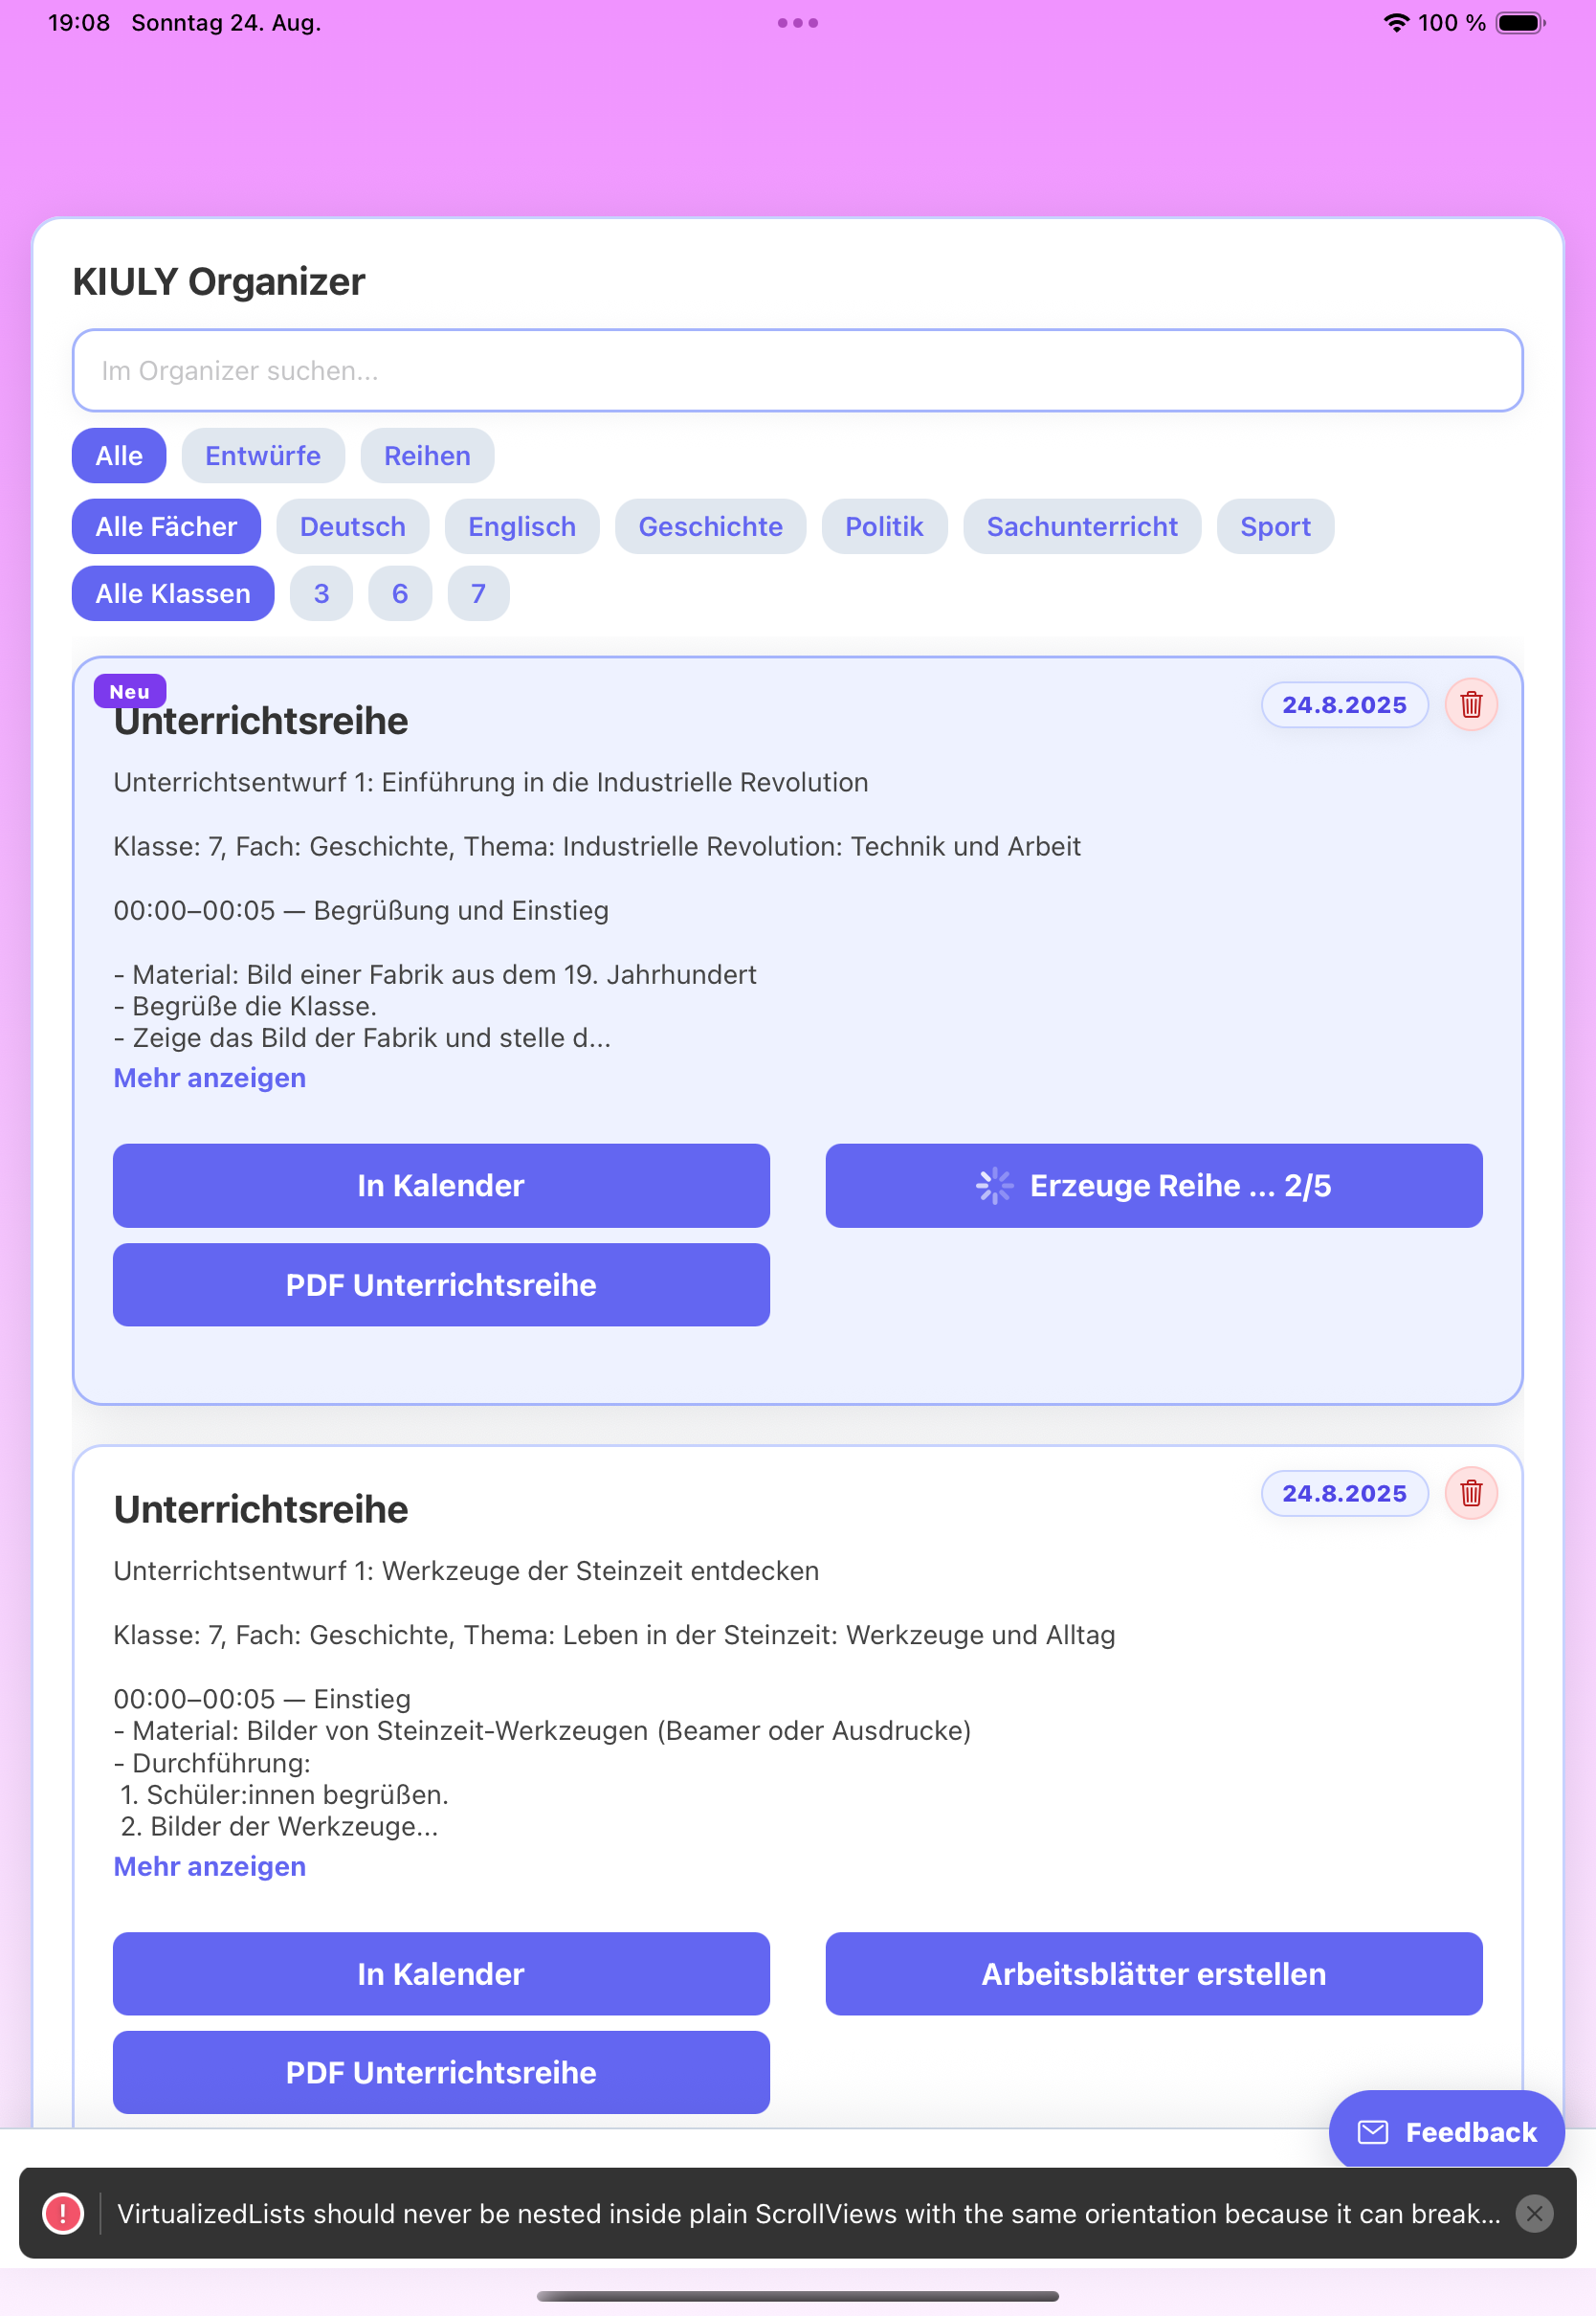 19:08 Sonntag 24. Aug.
100 %
KIULY Organizer
Im Organizer suchen...
Alle Entwürfe Reihen
Alle Fächer Deutsch Englisch Geschichte Politik Sachunterricht Sport
Alle Klassen 3 6 7
Neu
Unterrichtsreihe
24.8.2025
Unterrichtsentwurf 1: Einführung in die Industrielle Revolution
Klasse: 7, Fach: Geschichte, Thema: Industrielle Revolution: Technik und Arbeit
00:00–00:05 — Begrüßung und Einstieg
- Material: Bild einer Fabrik aus dem 19. Jahrhundert
- Begrüße die Klasse.
- Zeige das Bild der Fabrik und stelle d...
Mehr anzeigen
In Kalender
Erzeuge Reihe ... 2/5
PDF Unterrichtsreihe
Unterrichtsreihe
24.8.2025
Unterrichtsentwurf 1: Werkzeuge der Steinzeit entdecken
Klasse: 7, Fach: Geschichte, Thema: Leben in der Steinzeit: Werkzeuge und Alltag
00:00–00:05 — Einstieg
- Material: Bilder von Steinzeit-Werkzeugen (Beamer oder Ausdrucke)
- Durchführung:
1. Schüler:innen begrüßen.
2. Bilder der Werkzeuge...
Mehr anzeigen
In Kalender
Arbeitsblätter erstellen
PDF Unterrichtsreihe
Feedback
! VirtualizedLists should never be nested inside plain ScrollViews with the same orientation because it can break...